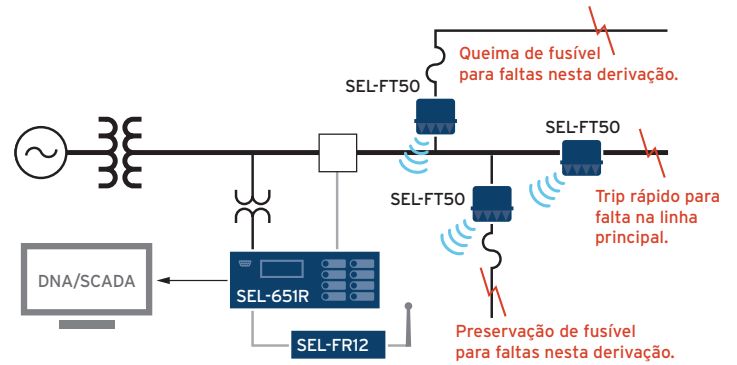 Queima de fusível
para faltas nesta derivação.
SEL-FT50
SEL-FT50
SEL-FT50
Trip rápido para
falta na linha
principal.
DNA/SCADA
SEL-651R
SEL-FR12
Preservação de fusível
para faltas nesta derivação.